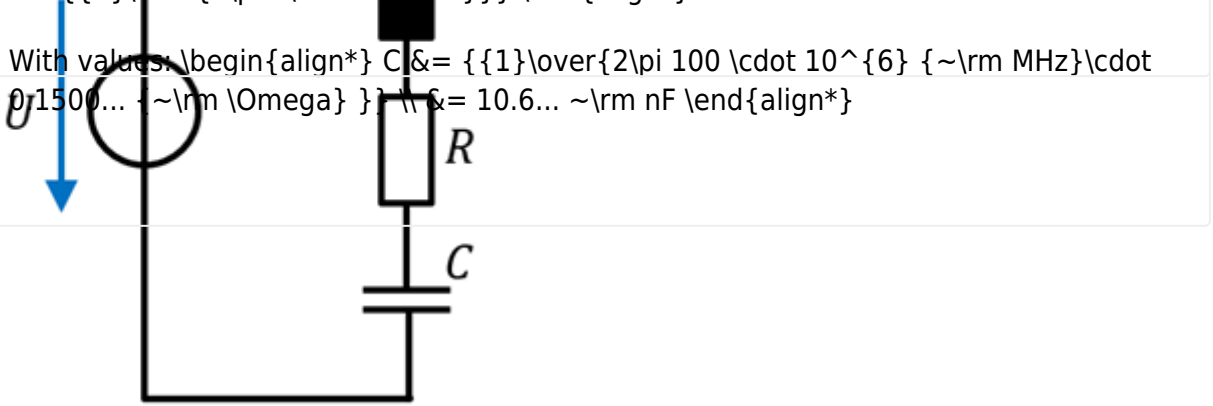 With values: \begin{align*} C &= {{1}\over{2\pi 100 \cdot 10^{6} {~\rm MHz}\cdot
0.1500... {~\rm \Omega} }} \\ &= 10.6... ~\rm nF \end{align*}
U
R
C